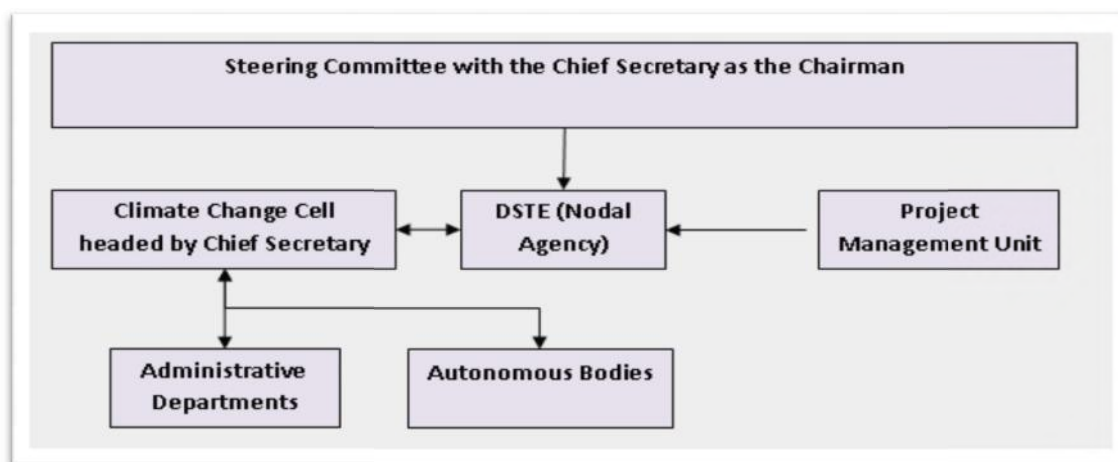 Steering Committee with the Chief Secretary as the Chairman
Climate Change Cell
headed by Chief Secretary
DSTE (Nodal
Agency)
Project
Management Unit
Administrative
Departments
Autonomous Bodies